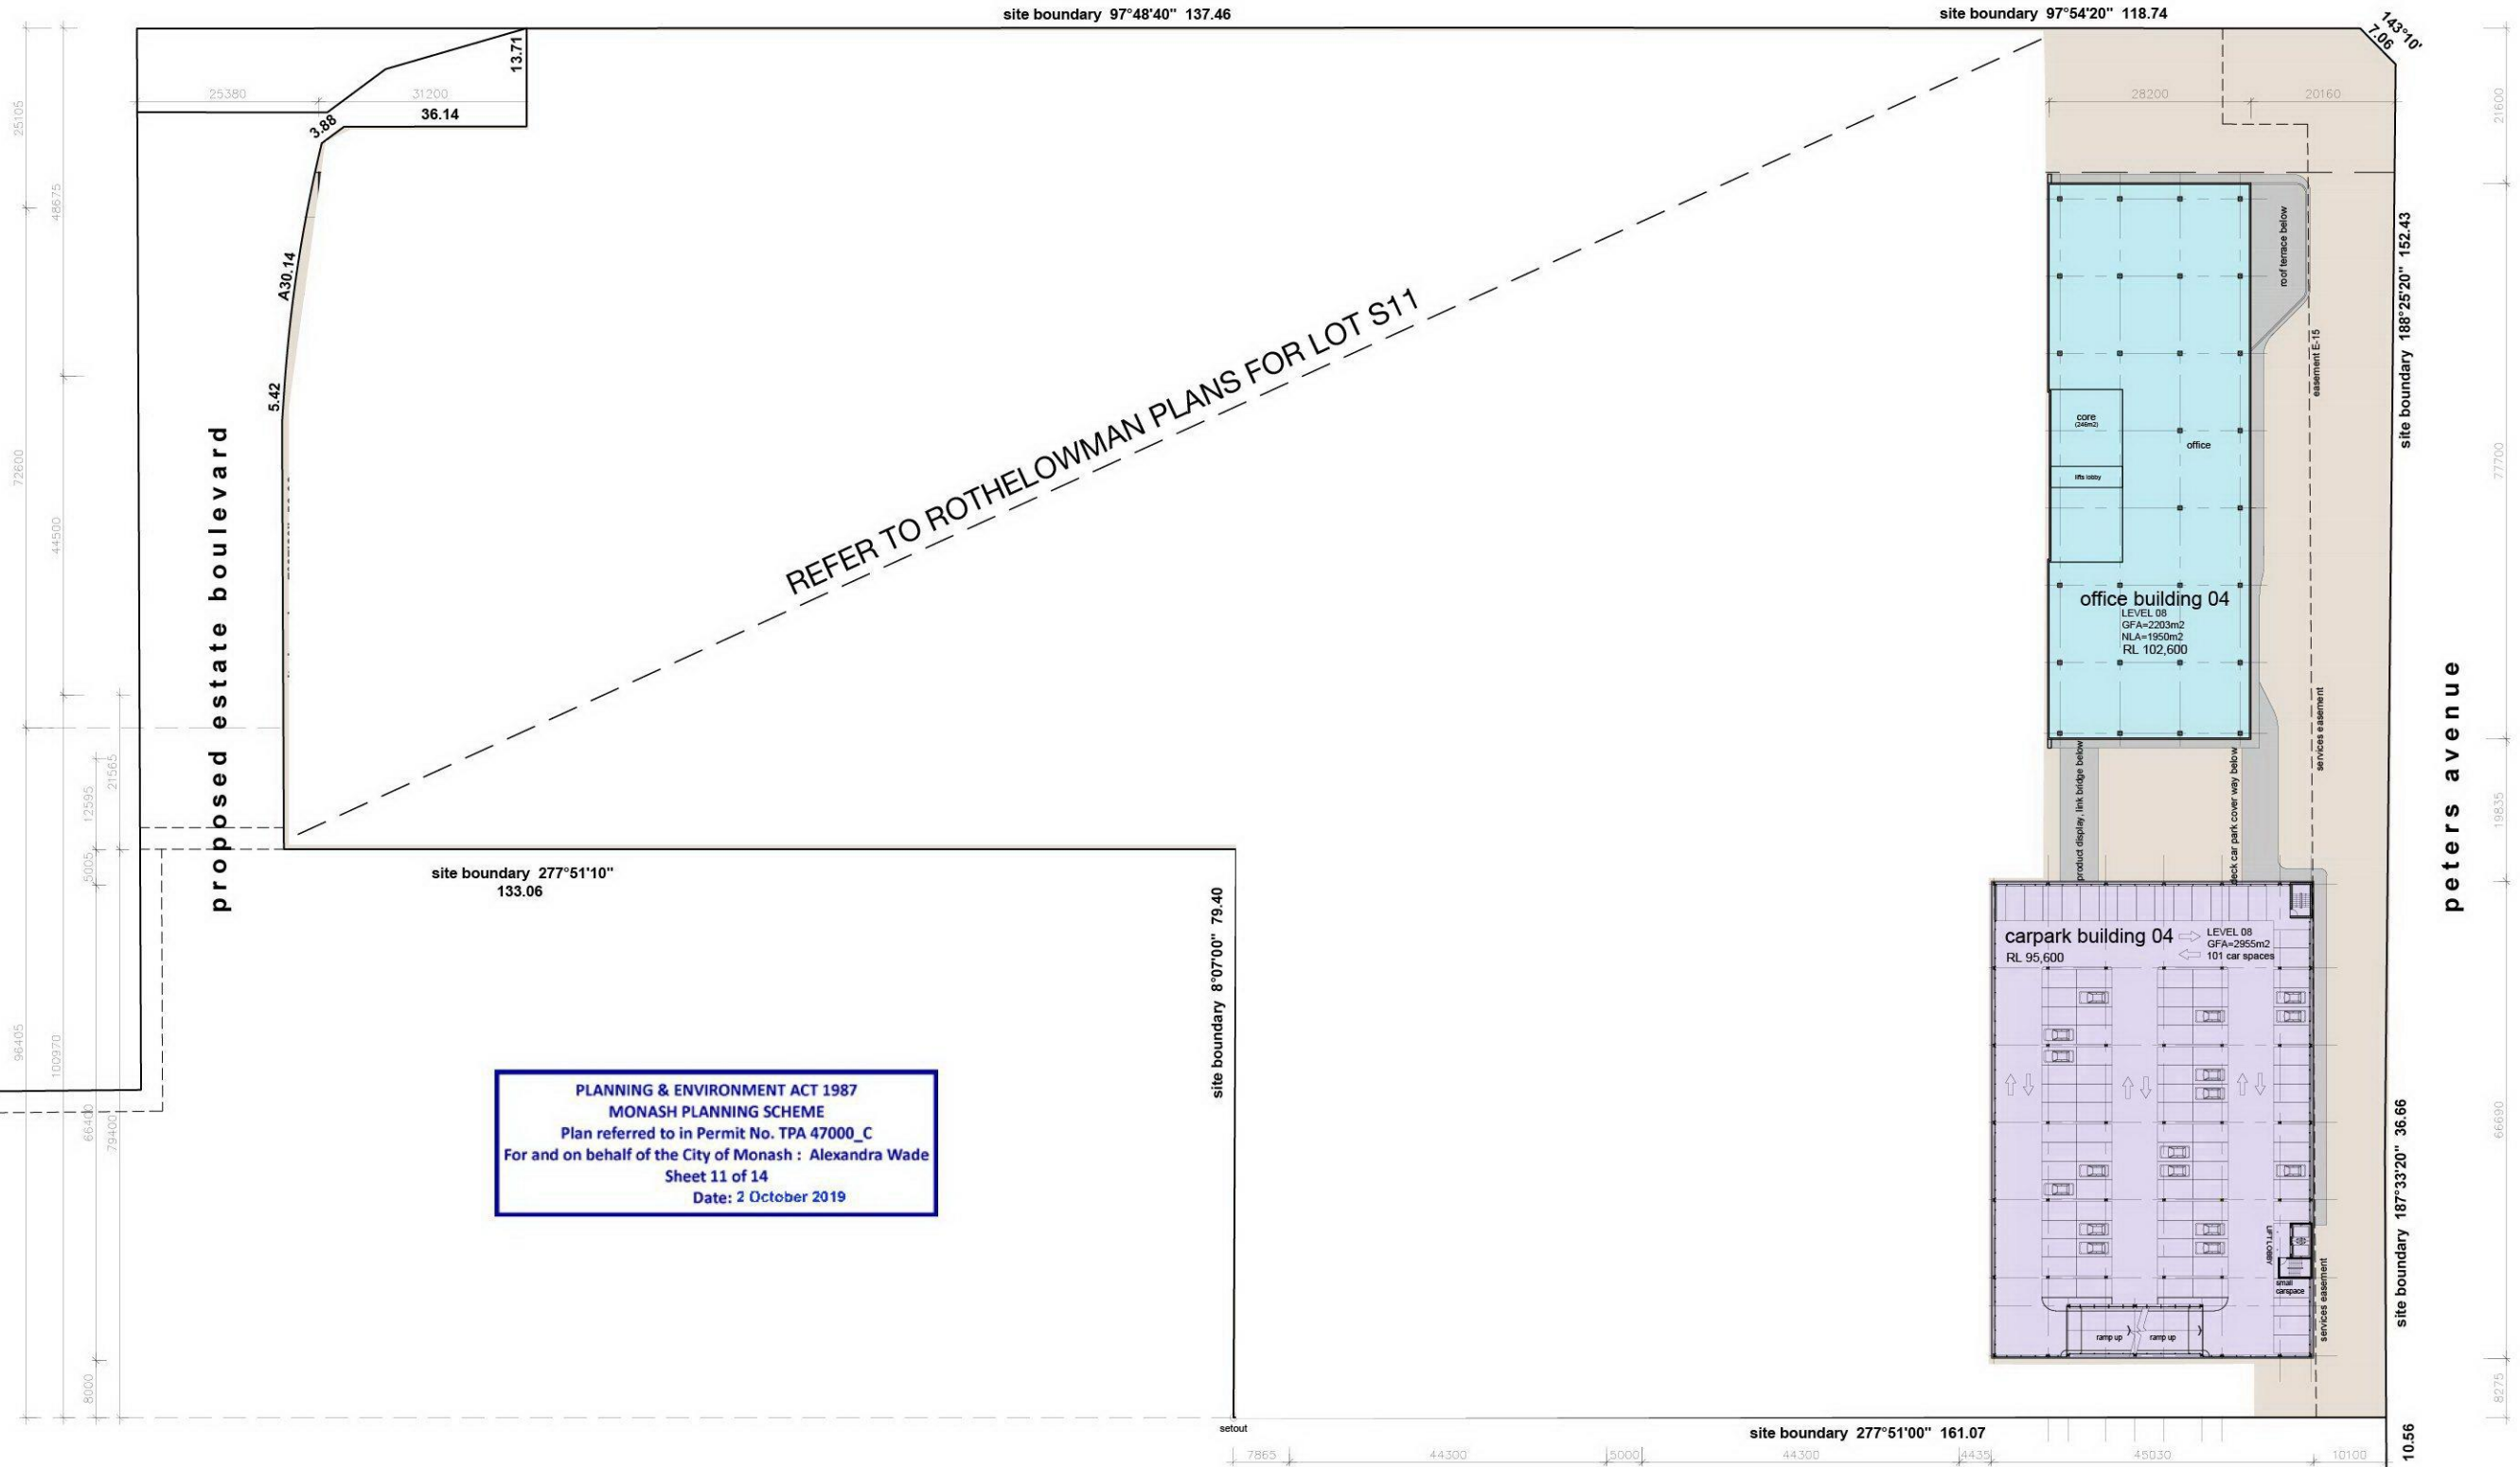 site boundary 97°48'40" 137.46
site boundary 97°54'20" 118.74
143°10'
7.06
13.71
25380
31200
36.14
3.88
28200
20160
25105
48675
21600
A30.14
5.42
72600
44500
proposed estate boulevard
REFER TO ROTHELOWMAN PLANS FOR LOT S11
roof terrace below
easement E-15
site boundary 188°25'20" 152.43
core
(246m2)
office
lifts lobby
77700
office building 04
LEVEL 08
GFA=2203m2
NLA=1950m2
RL 102,600
services easement
peters avenue
product display, link bridge below
deck car park cover way below
19835
21565
12595
5005
site boundary 277°51'10"
133.06
site boundary 8°07'00" 79.40
carpark building 04
RL 95,600
LEVEL 08
GFA=2955m2
101 car spaces
96405
100970
66400
79400
PLANNING & ENVIRONMENT ACT 1987
MONASH PLANNING SCHEME
Plan referred to in Permit No. TPA 47000_C
For and on behalf of the City of Monash : Alexandra Wade
Sheet 11 of 14
Date: 2 October 2019
site boundary 187°33'20" 36.66
66690
LIFT LOBBY
small
carspace
services easement
ramp up
ramp up
8000
8275
setout
site boundary 277°51'00" 161.07
10.56
7865
44300
5000
44300
4435
45030
10100